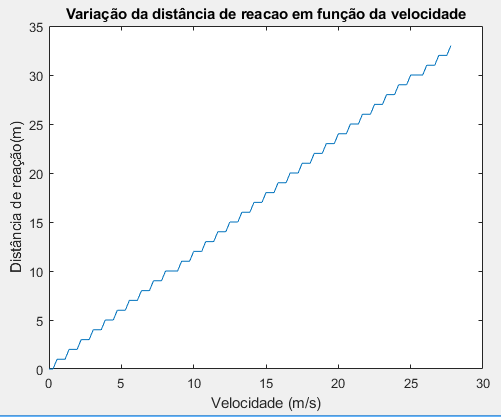 Variação da distância de reacao em função da velocidade
35
30
25
20
15
10
5
0
Distância de reação(m)
0 5 10 15 20 25 30
Velocidade (m/s)